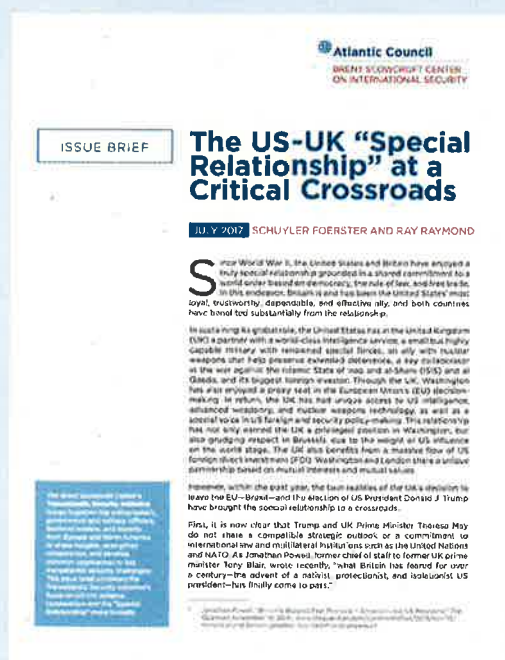 Atlantic Council
BRENT SCOWCROFT CENTER
ON INTERNATIONAL SECURITY
ISSUE BRIEF
The US-UK “Special
Relationship” at a
Critical Crossroads
JULY 2017 SCHUYLER FOERSTER AND RAY RAYMOND
Since World War II, the United States and Britain have enjoyed a
truly special relationship grounded in a shared commitment to a
world order based on democracy, the rule of law, and free trade.
In this endeavor, Britain is and has been the United States’ most
loyal, trustworthy, dependable, and effective ally, and both countries
have benefited substantially from the relationship.
In sustaining its global role, the United States has in the United Kingdom
(UK) a partner with a world-class intelligence service, a small but highly
capable military with renowned special forces, an ally with nuclear
weapons that help preserve extended deterrence, a key collaborator
in the war against the Islamic State of Iraq and al-Sham (ISIS) and al
Qaeda, and its biggest foreign investor. Through the UK, Washington
has also enjoyed a proxy seat in the European Union's (EU) decision-
making. In return, the UK has had unique access to US intelligence,
advanced weaponry, and nuclear weapons technology, as well as a
special voice in US foreign and security policy-making. This relationship
has not only earned the UK a privileged position in Washington, but
also grudging respect in Brussels, due to the weight of US influence
on the world stage. The UK also benefits from a massive flow of US
foreign direct investment (FDI). Washington and London share a unique
partnership based on mutual interests and mutual values.
However, within the past year, the twin realities of the UK's decision to
leave the EU—Brexit—and the election of US President Donald J. Trump
have brought the special relationship to a crossroads.
First, it is now clear that Trump and UK Prime Minister Theresa May
do not share a compatible strategic outlook or a commitment to
international law and multilateral institutions such as the United Nations
and NATO. As Jonathan Powell, former chief of staff to former UK prime
minister Tony Blair, wrote recently, “what Britain has feared for over
a century—the advent of a nativist, protectionist, and isolationist US
president—has finally come to pass.”